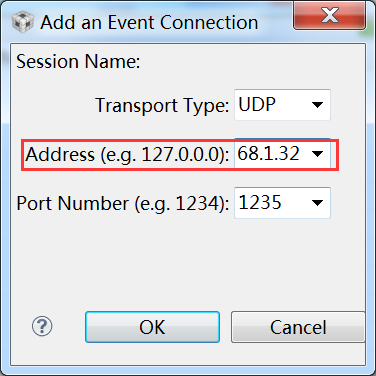 Add an Event Connection
Session Name:
Transport Type: UDP
Address (e.g. 127.0.0.0): 68.1.32
Port Number (e.g. 1234): 1235
OK Cancel